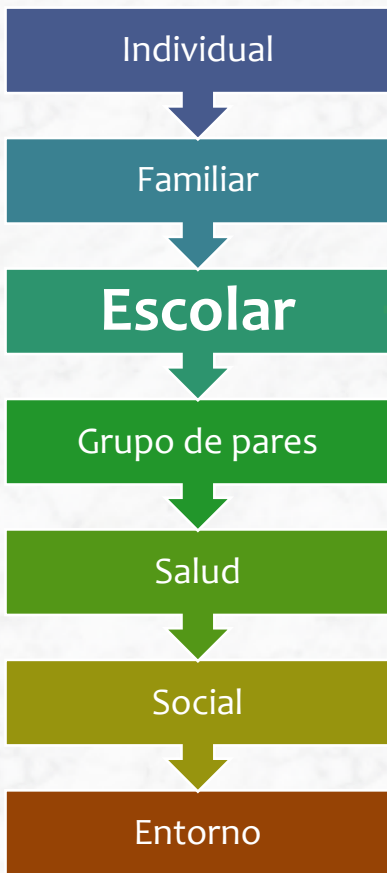 Individual
Familiar
Escolar
Grupo de pares
Salud
Social
Entorno